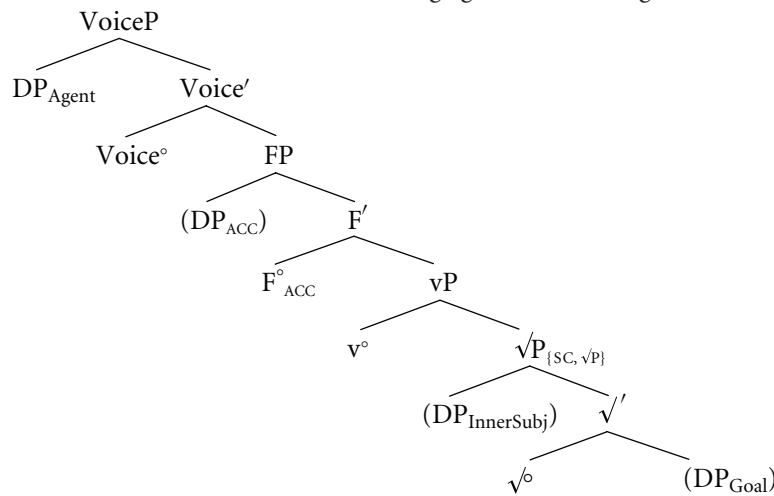 VoiceP
DP_Agent Voice′
Voice° FP
(DP_ACC) F′
F°_ACC vP
v° √P_{SC, √P}
(DP_InnerSubj) √′
√° (DP_Goal)